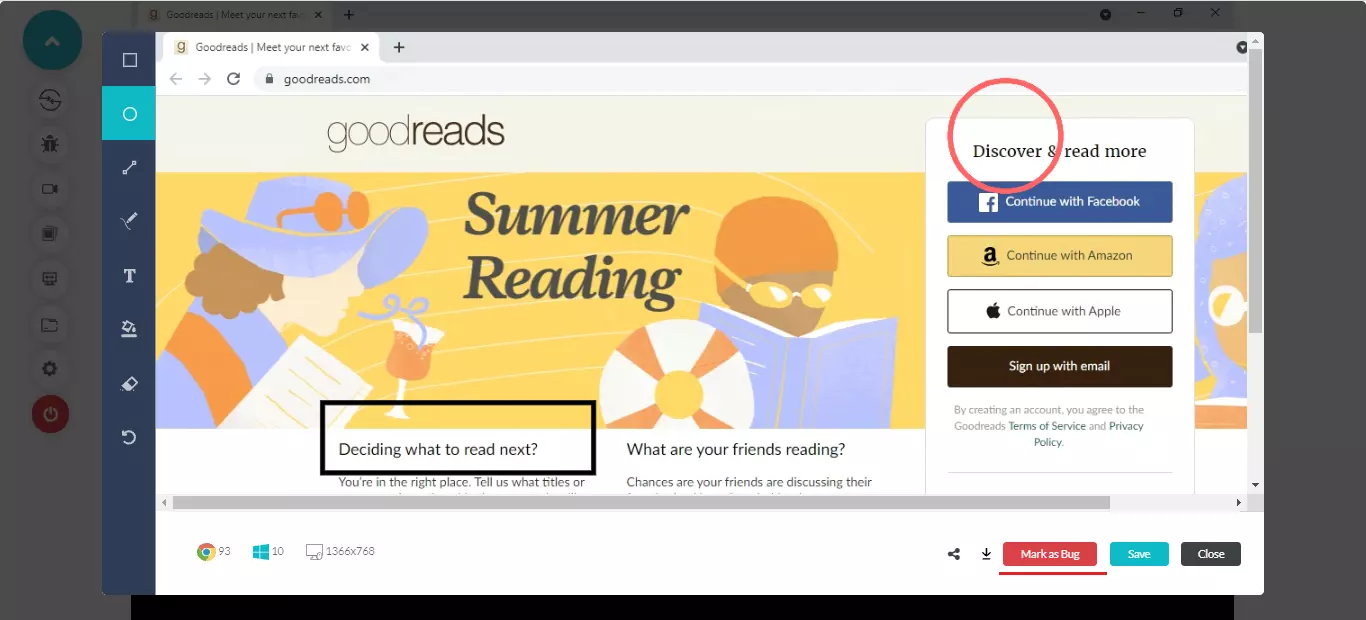 Goodreads | Meet your next fav
Goodreads | Meet your next favo
goodreads.com
goodreads
Summer
Reading
Discover & read more
Continue with Facebook
a Continue with Amazon
Continue with Apple
Sign up with email
By creating an account, you agree to the
Goodreads Terms of Service and Privacy
Policy.
Deciding what to read next?
You're in the right place. Tell us what titles or
What are your friends reading?
Chances are your friends are discussing their
T
93
10
1366x768
Mark as Bug
Save
Close